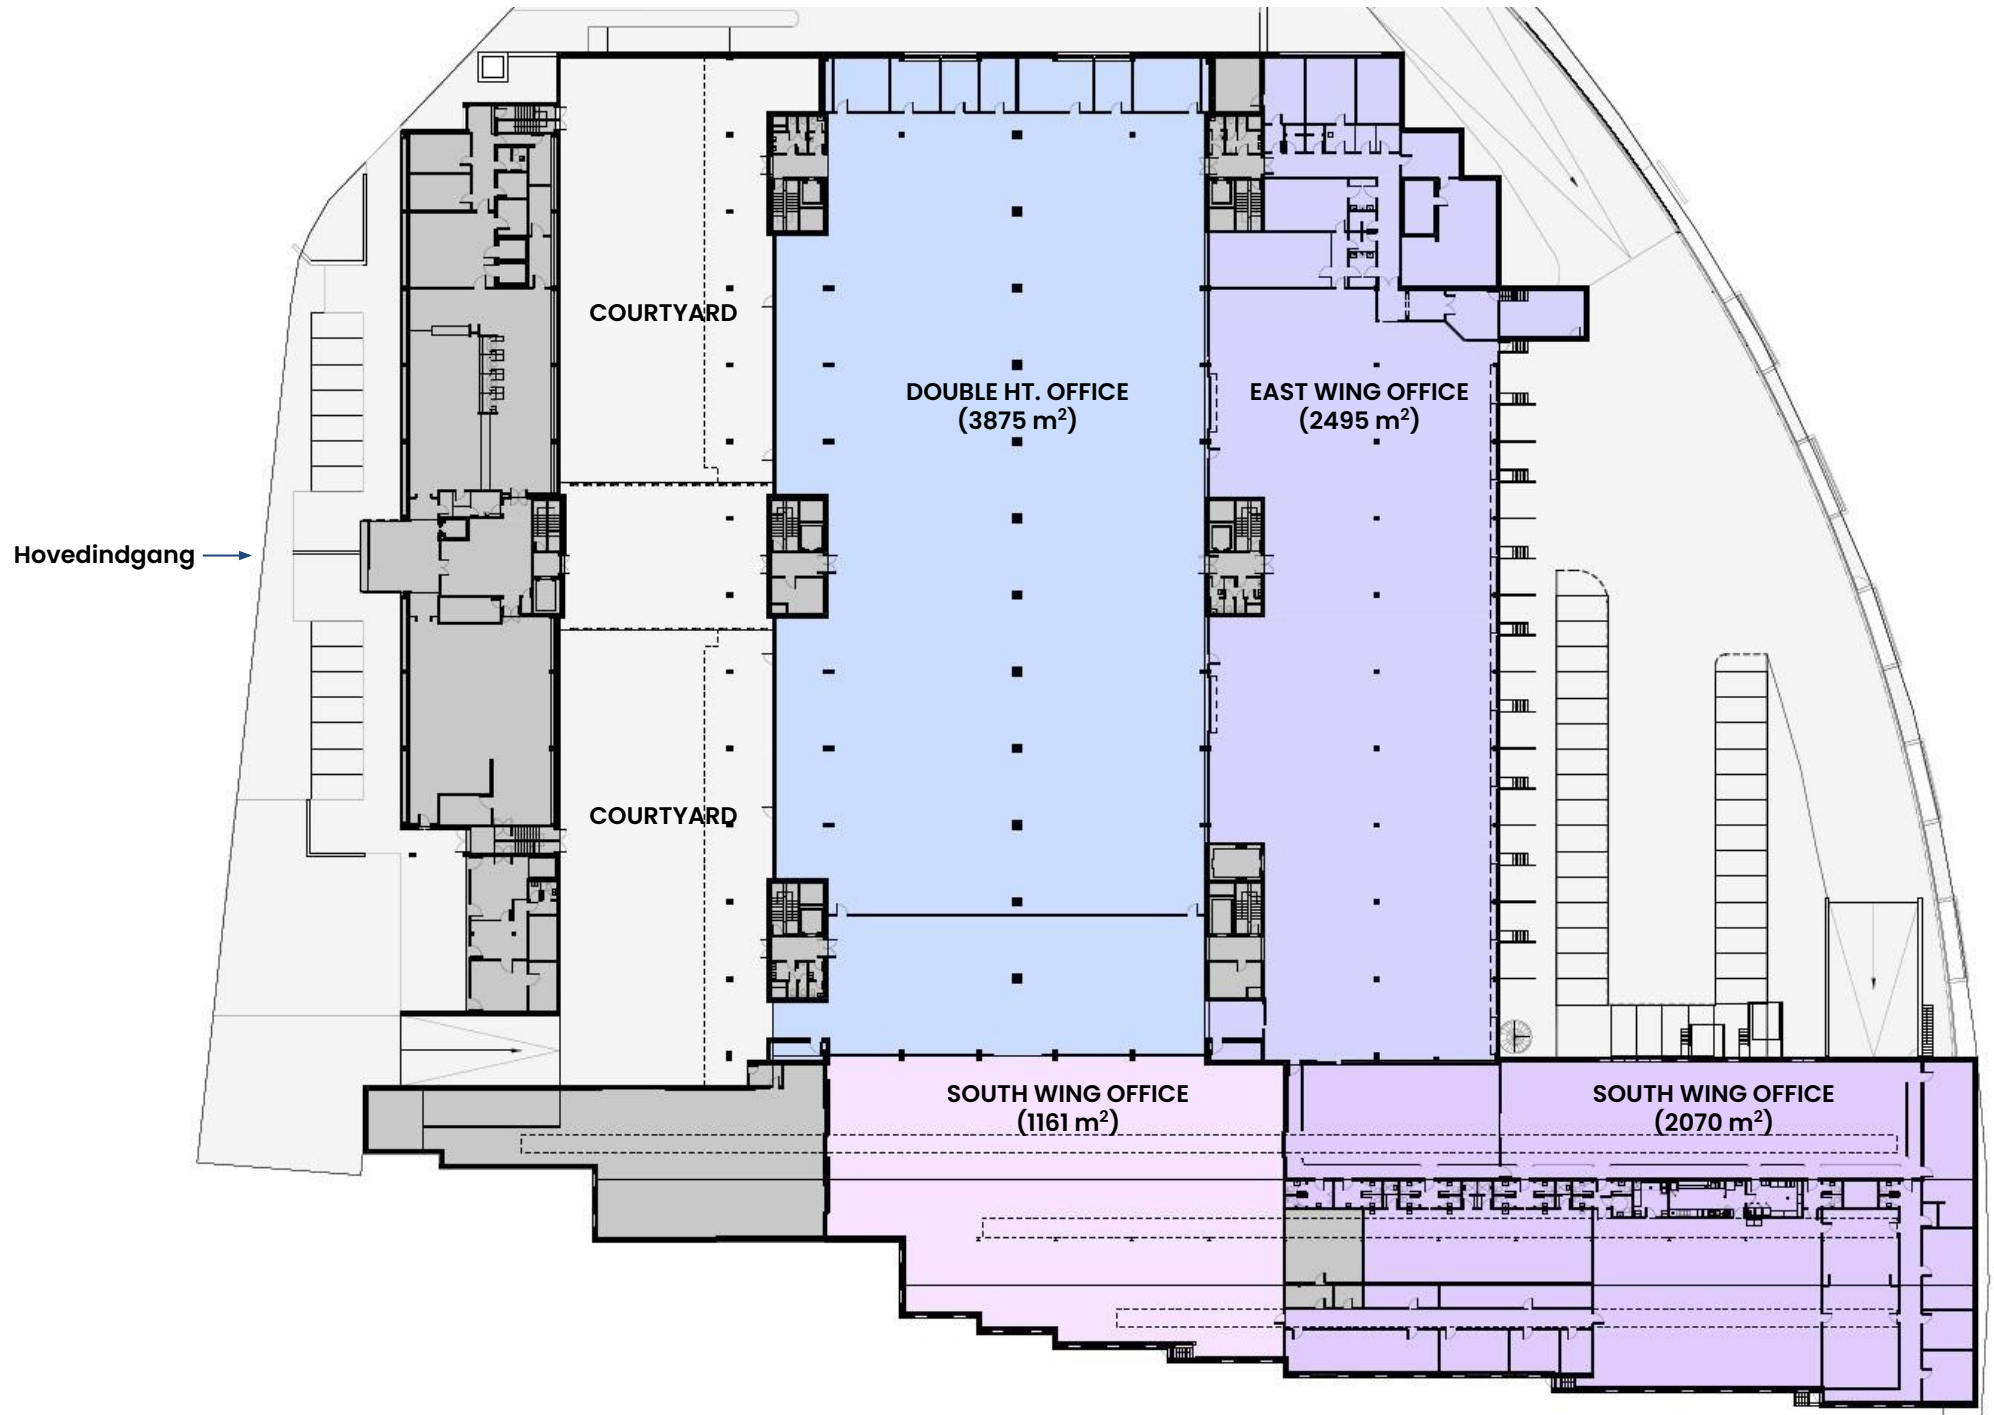 COURTYARD
DOUBLE HT. OFFICE
(3875 m²)
EAST WING OFFICE
(2495 m²)
Hovedindgang
COURTYARD
SOUTH WING OFFICE
(1161 m²)
SOUTH WING OFFICE
(2070 m²)